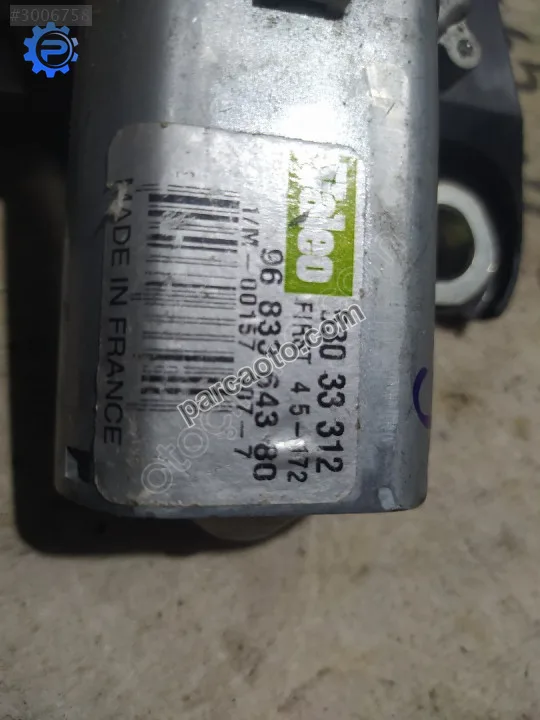 #3006758
Valeo
530 33 312
FIRST 45-172
96 833 643 80
1/M-00157
07-7
MADE IN FRANCE
parcaoto.com